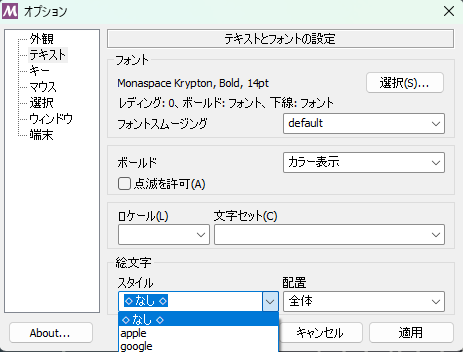 M オプション
外観
テキスト
キー
マウス
選択
ウィンドウ
端末
テキストとフォントの設定
フォント
Monaspace Krypton, Bold, 14pt
選択(S)...
レディング: 0、ボールド: フォント、下線: フォント
フォントスムージング
default
ボールド
カラー表示
点滅を許可(A)
ロケール(L) 文字セット(C)
絵文字
スタイル 配置
◇ なし ◇ 全体
◇ なし ◇
apple
google
About... キャンセル 適用